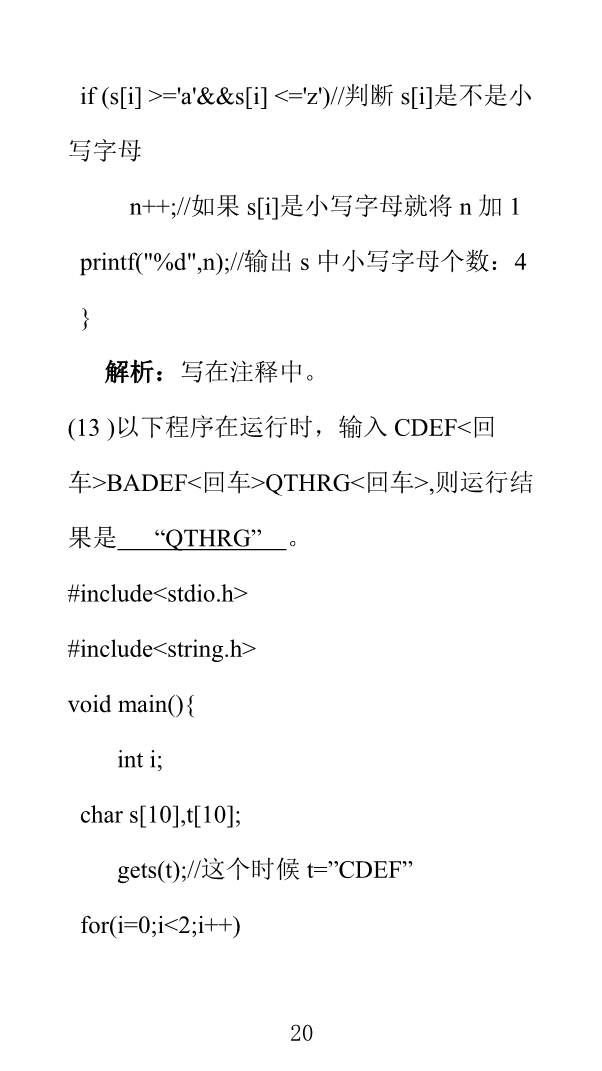 if (s[i] >='a'&&s[i] <='z')//判断 s[i]是不是小
写字母
n++;//如果 s[i]是小写字母就将 n 加 1
printf("%d",n);//输出 s 中小写字母个数：4
}
解析：写在注释中。
(13 )以下程序在运行时，输入 CDEF<回
车>BADEF<回车>QTHRG<回车>,则运行结
果是 “QTHRG” 。
#include<stdio.h>
#include<string.h>
void main(){
int i;
char s[10],t[10];
gets(t);//这个时候 t=”CDEF”
for(i=0;i<2;i++)
20